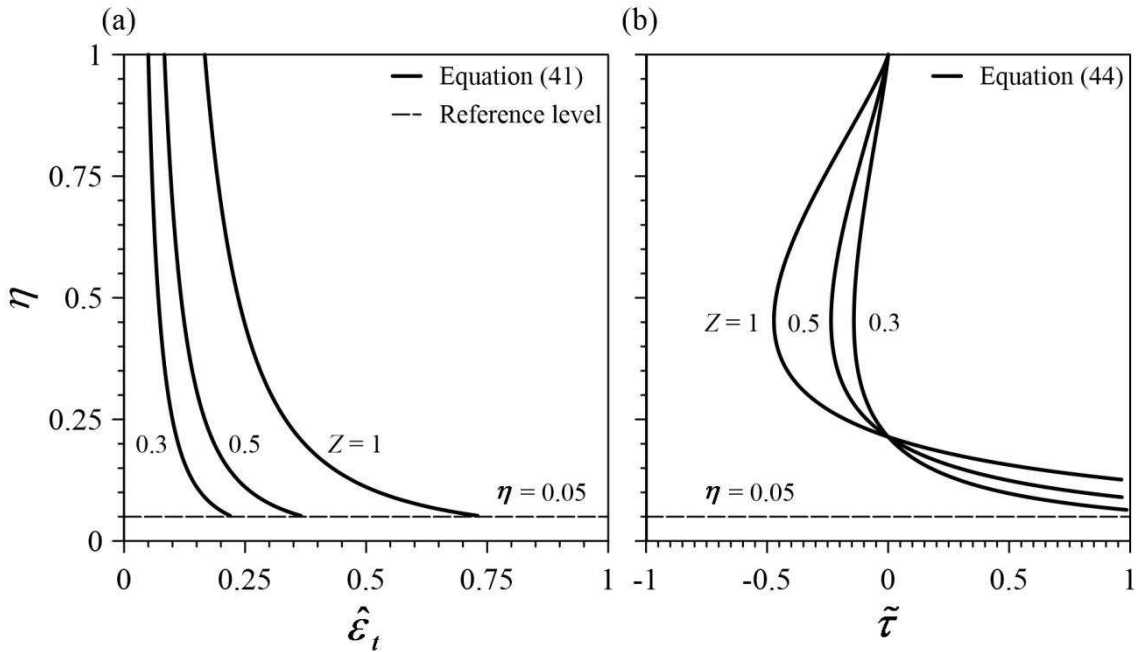 (a)
(b)
1
Equation (41)
Reference level
0.75
η
0.5
0.25
0
0.3
0.5
Z = 1
η = 0.05
0
0.25
0.5
0.75
1
ε̂ₜ
Equation (44)
Z = 1
0.5
0.3
η = 0.05
-1
-0.5
0
0.5
1
τ̃